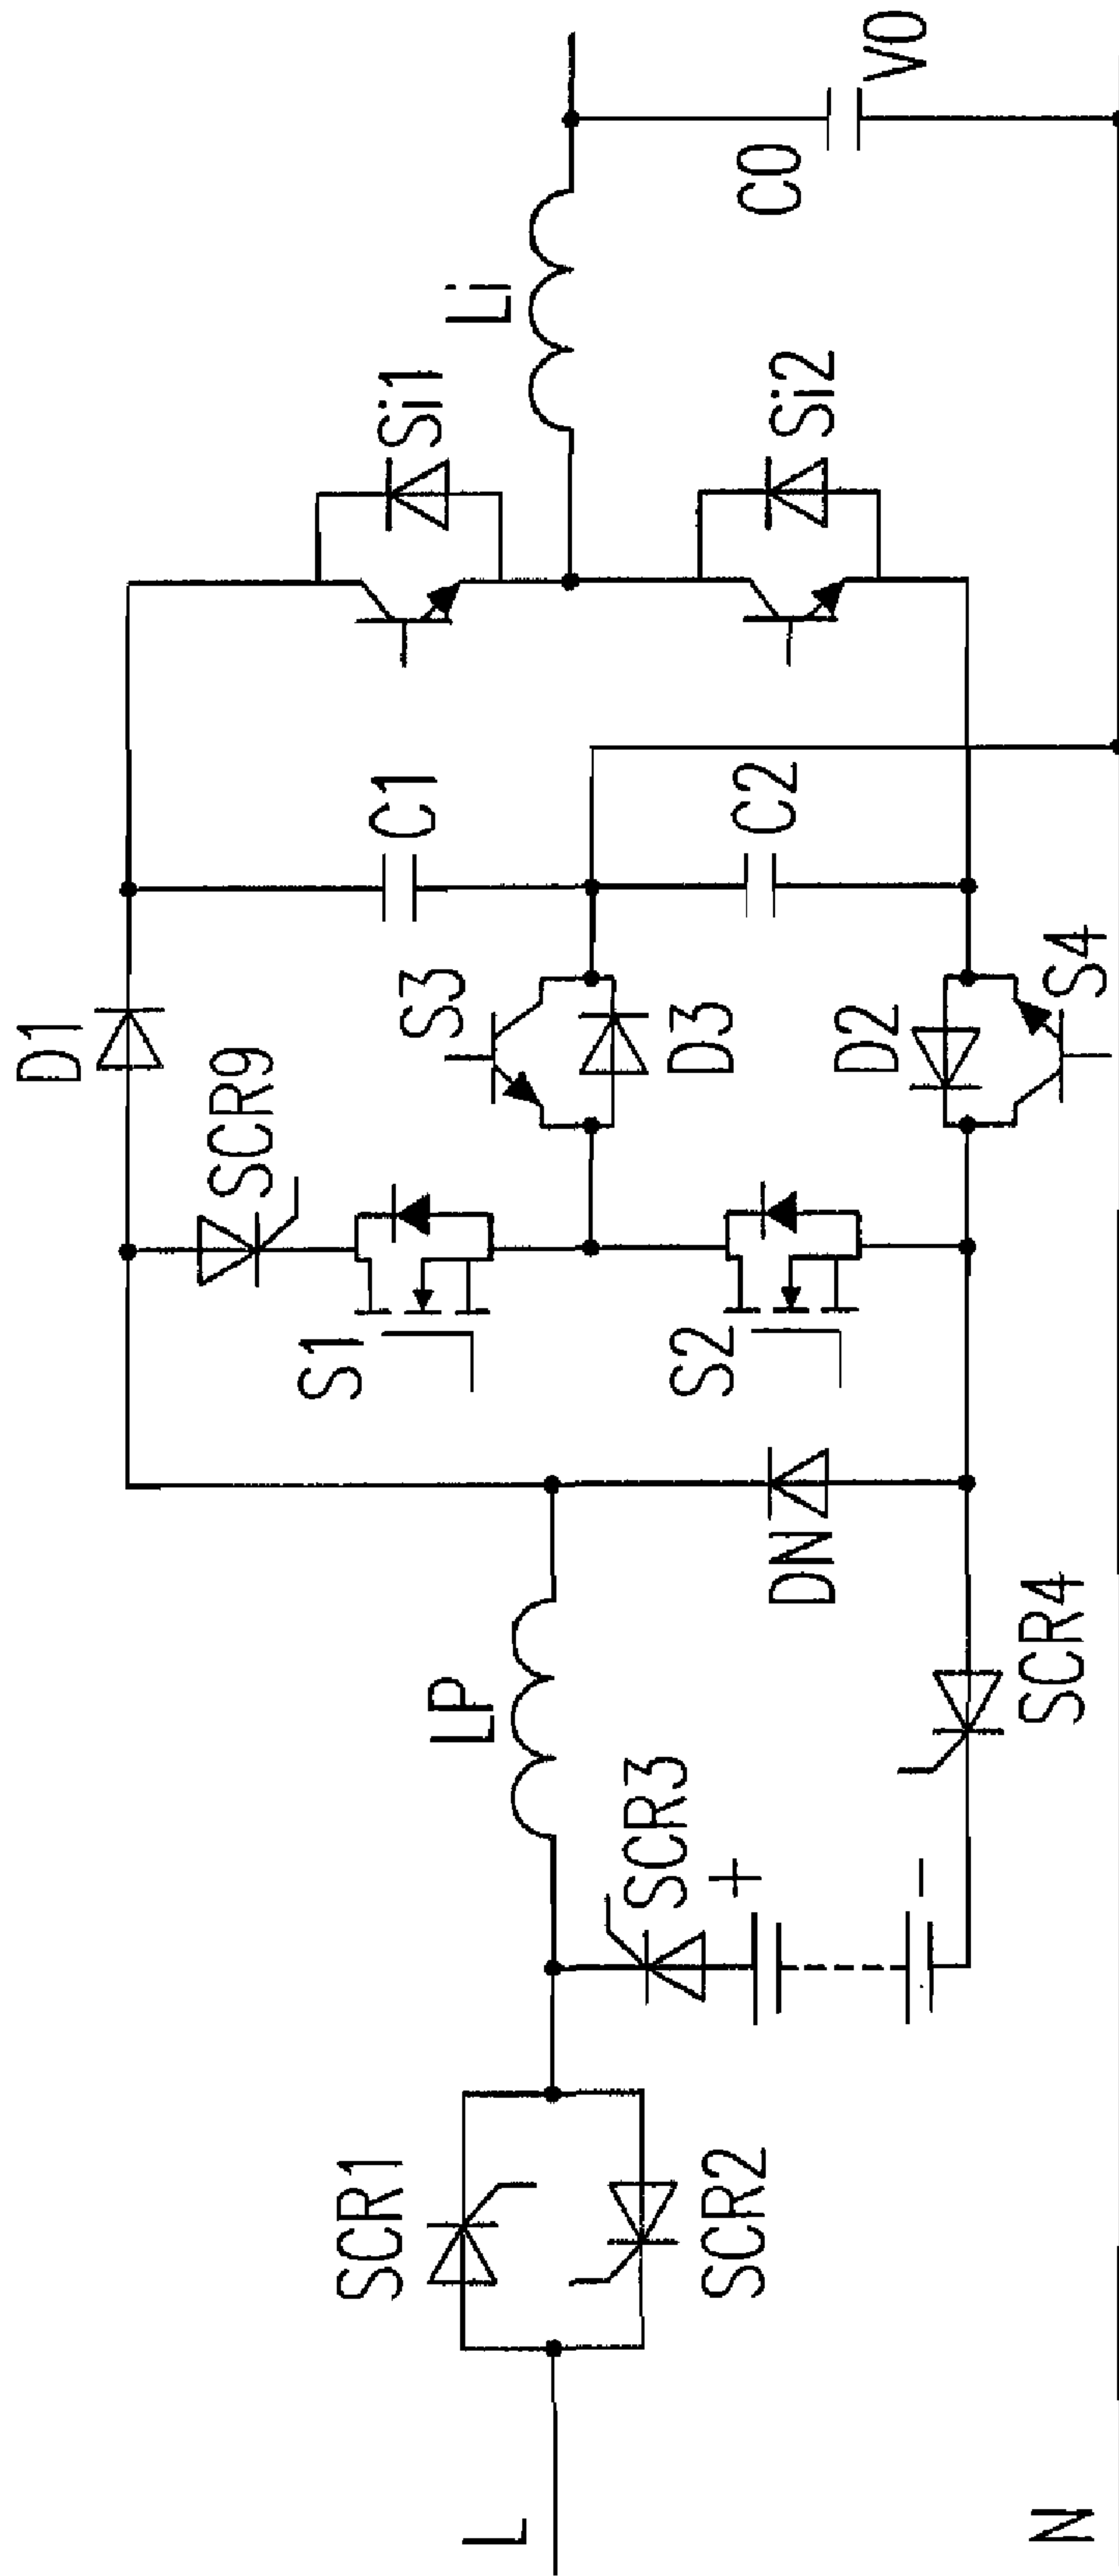 D1
SCR9
S1
S3
C1
Si1
Li
SCR1
LP
D3
C2
Si2
C0
V0
SCR2
SCR3
+
-
DN
S2
D2
S4
SCR4
L
N